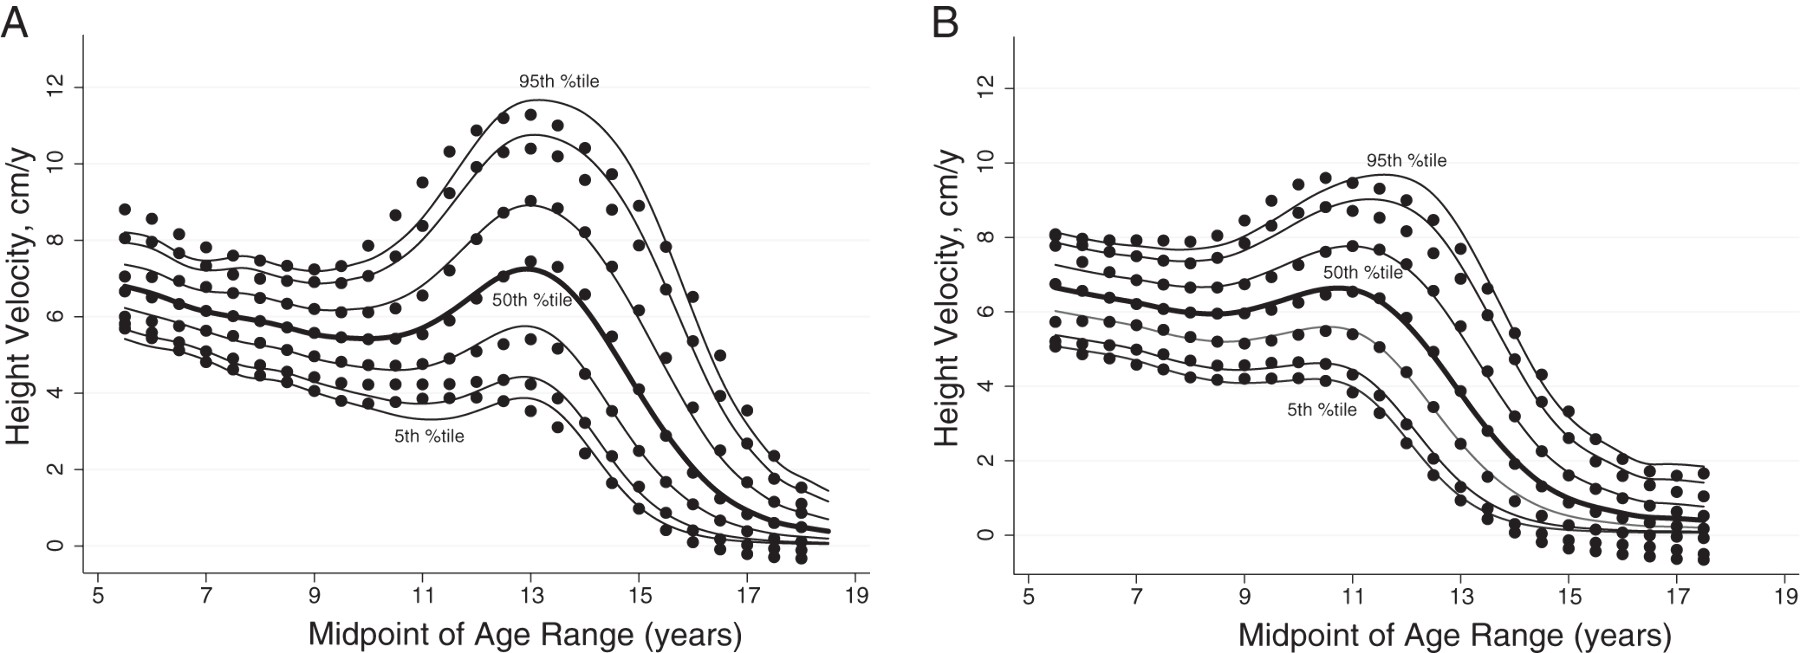 A
Height Velocity, cm/y
12
10
8
6
4
2
0
95th %tile
50th %tile
5th %tile
5 7 9 11 13 15 17 19
Midpoint of Age Range (years)
B
Height Velocity, cm/y
12
10
8
6
4
2
0
95th %tile
50th %tile
5th %tile
5 7 9 11 13 15 17 19
Midpoint of Age Range (years)